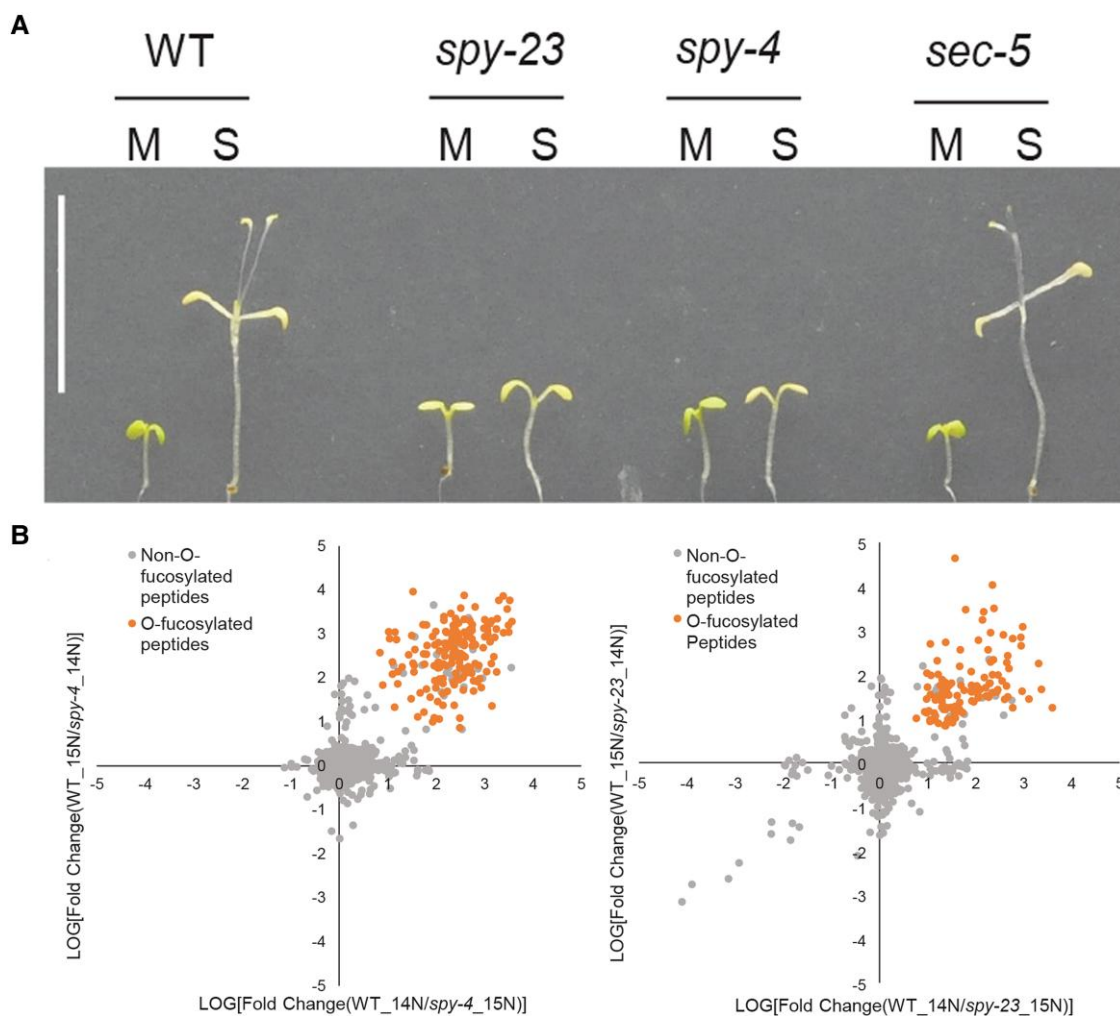 A
WT
spy-23
spy-4
sec-5
M S
M S
M S
M S
B
Non-O-
fucosylated
peptides
O-fucosylated
peptides
LOG[Fold Change(WT_15N/spy-4_14N)]
5
4
3
2
1
0
-1
-2
-3
-4
-5
-5 -4 -3 -2 -1 0 1 2 3 4 5
LOG[Fold Change(WT_14N/spy-4_15N)]
Non-O-
fucosylated
peptides
O-fucosylated
Peptides
LOG[Fold Change(WT_15N/spy-23_14N)]
5
4
3
2
1
0
-1
-2
-3
-4
-5
-5 -4 -3 -2 -1 0 1 2 3 4 5
LOG[Fold Change(WT_14N/spy-23_15N)]